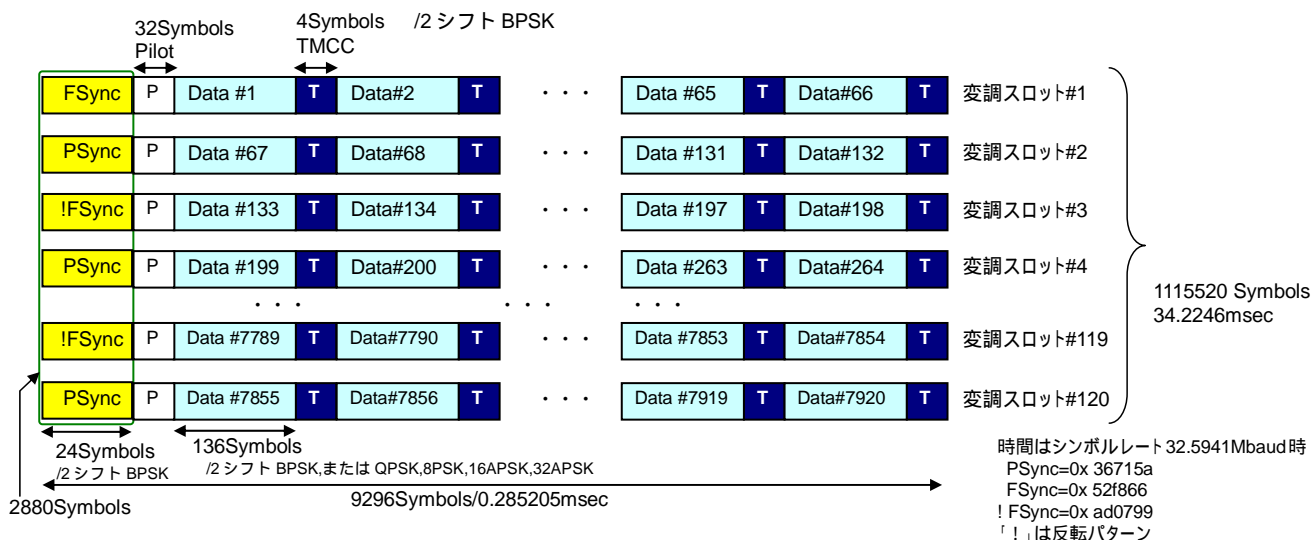 32Symbols
Pilot
4Symbols
TMCC
/2 シフト BPSK
FSync P Data #1 T Data#2 T ・・・ Data #65 T Data#66 T 変調スロット#1
PSync P Data #67 T Data#68 T ・・・ Data #131 T Data#132 T 変調スロット#2
!FSync P Data #133 T Data#134 T ・・・ Data #197 T Data#198 T 変調スロット#3
PSync P Data #199 T Data#200 T ・・・ Data #263 T Data#264 T 変調スロット#4
・・・ ・・・ ・・・
!FSync P Data #7789 T Data#7790 T ・・・ Data #7853 T Data#7854 T 変調スロット#119
PSync P Data #7855 T Data#7856 T ・・・ Data #7919 T Data#7920 T 変調スロット#120
1115520 Symbols
34.2246msec
24Symbols
/2 シフト BPSK
136Symbols
/2 シフト BPSK,または QPSK,8PSK,16APSK,32APSK
9296Symbols/0.285205msec
2880Symbols
時間はシンボルレート32.5941Mbaud時
PSync=0x 36715a
FSync=0x 52f866
! FSync=0x ad0799
「!」は反転パターン